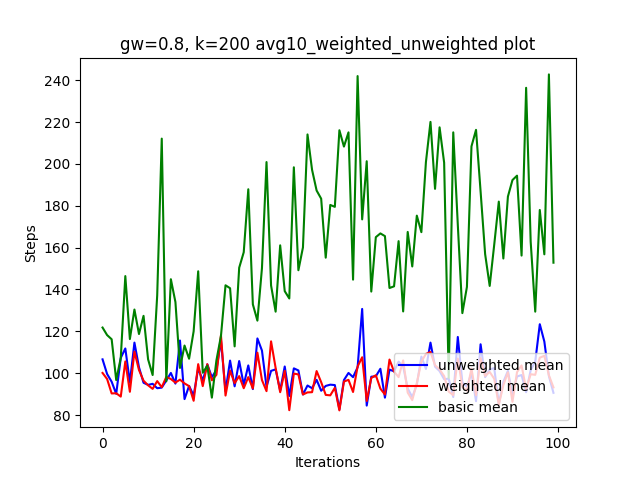 gw=0.8, k=200 avg10_weighted_unweighted plot
240
220
200
180
160
140
120
100
80
Steps
0
20
40
60
80
100
Iterations
unweighted mean
weighted mean
basic mean